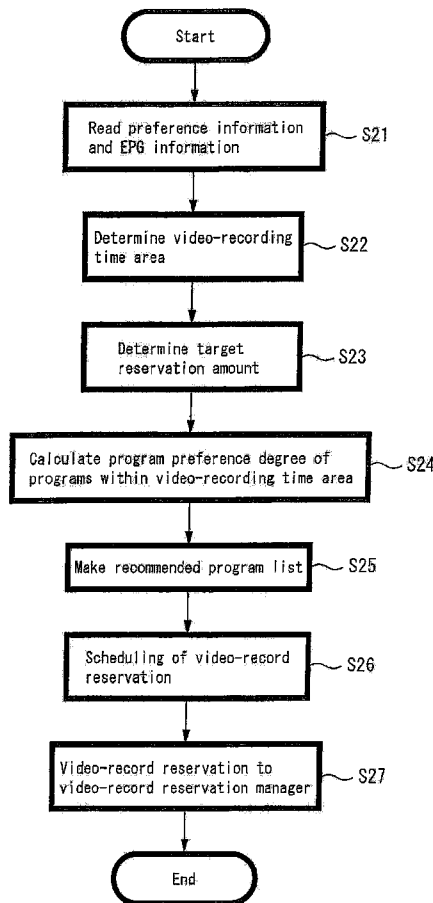 Start
Read preference information
and EPG information
S21
Determine video-recording
time area
S22
Determine target
reservation amount
S23
Calculate program preference degree of
programs within video-recording time area
S24
Make recommended program list
S25
Scheduling of video-record
reservation
S26
Video-record reservation to
video-record reservation manager
S27
End